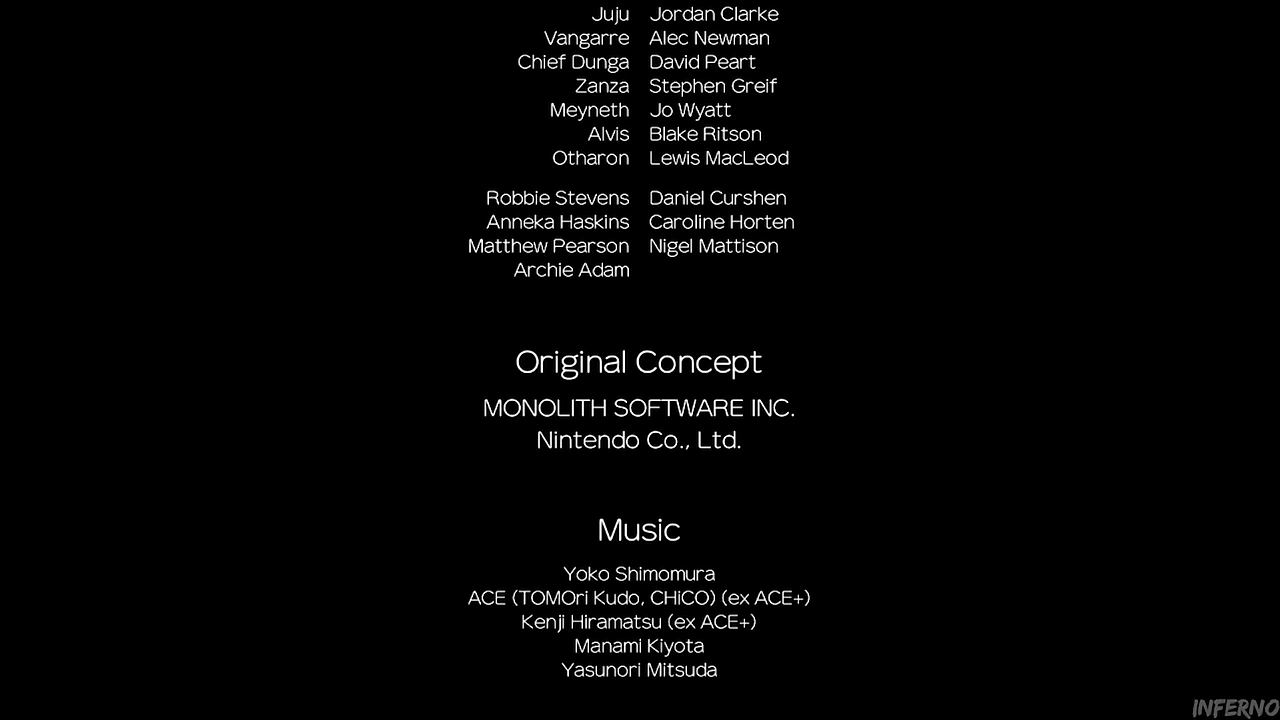 Juju Jordan Clarke
Vangarre Alec Newman
Chief Dunga David Peart
Zanza Stephen Greif
Meyneth Jo Wyatt
Alvis Blake Ritson
Otharon Lewis MacLeod
Robbie Stevens Daniel Curshen
Anneka Haskins Caroline Horten
Matthew Pearson Nigel Mattison
Archie Adam
Original Concept
MONOLITH SOFTWARE INC.
Nintendo Co., Ltd.
Music
Yoko Shimomura
ACE (TOMOri Kudo, CHiCO) (ex ACE+)
Kenji Hiramatsu (ex ACE+)
Manami Kiyota
Yasunori Mitsuda
INFERNO